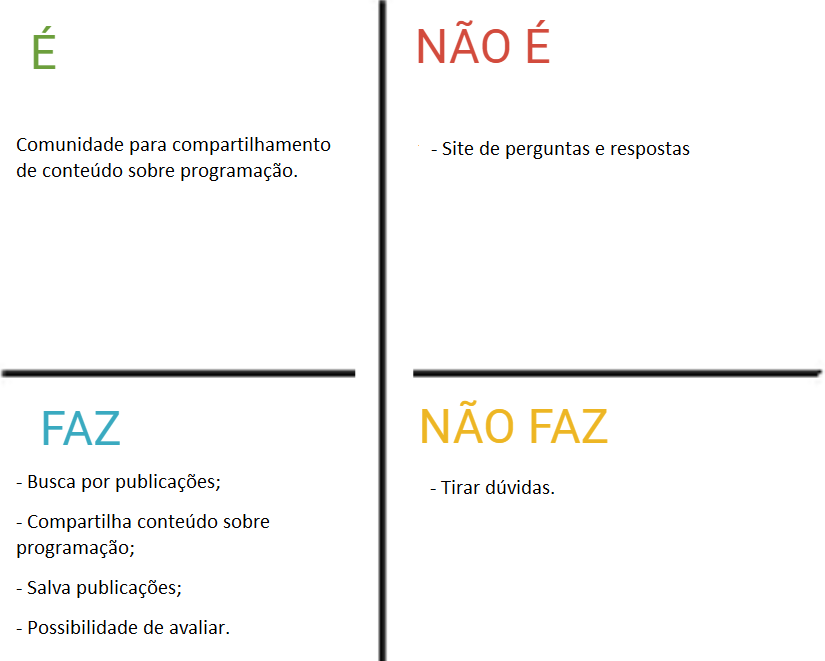 É
Comunidade para compartilhamento
de conteúdo sobre programação.
NÃO É
- Site de perguntas e respostas
FAZ
- Busca por publicações;
- Compartilha conteúdo sobre
programação;
- Salva publicações;
- Possibilidade de avaliar.
NÃO FAZ
- Tirar dúvidas.